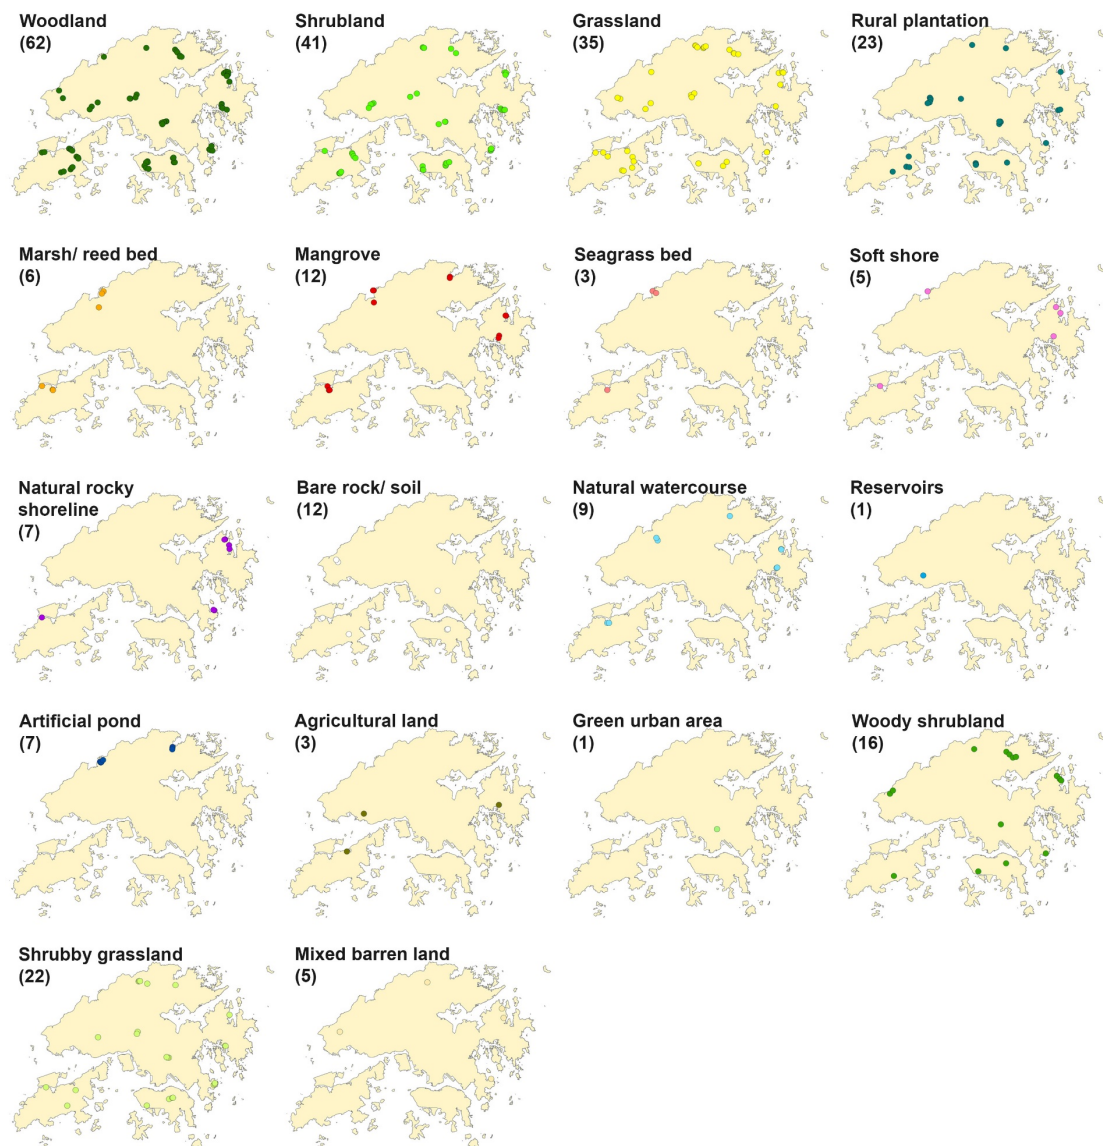 Woodland
(62)
Shrubland
(41)
Grassland
(35)
Rural plantation
(23)
Marsh/ reed bed
(6)
Mangrove
(12)
Seagrass bed
(3)
Soft shore
(5)
Natural rocky
shoreline
(7)
Bare rock/ soil
(12)
Natural watercourse
(9)
Reservoirs
(1)
Artificial pond
(7)
Agricultural land
(3)
Green urban area
(1)
Woody shrubland
(16)
Shrubby grassland
(22)
Mixed barren land
(5)